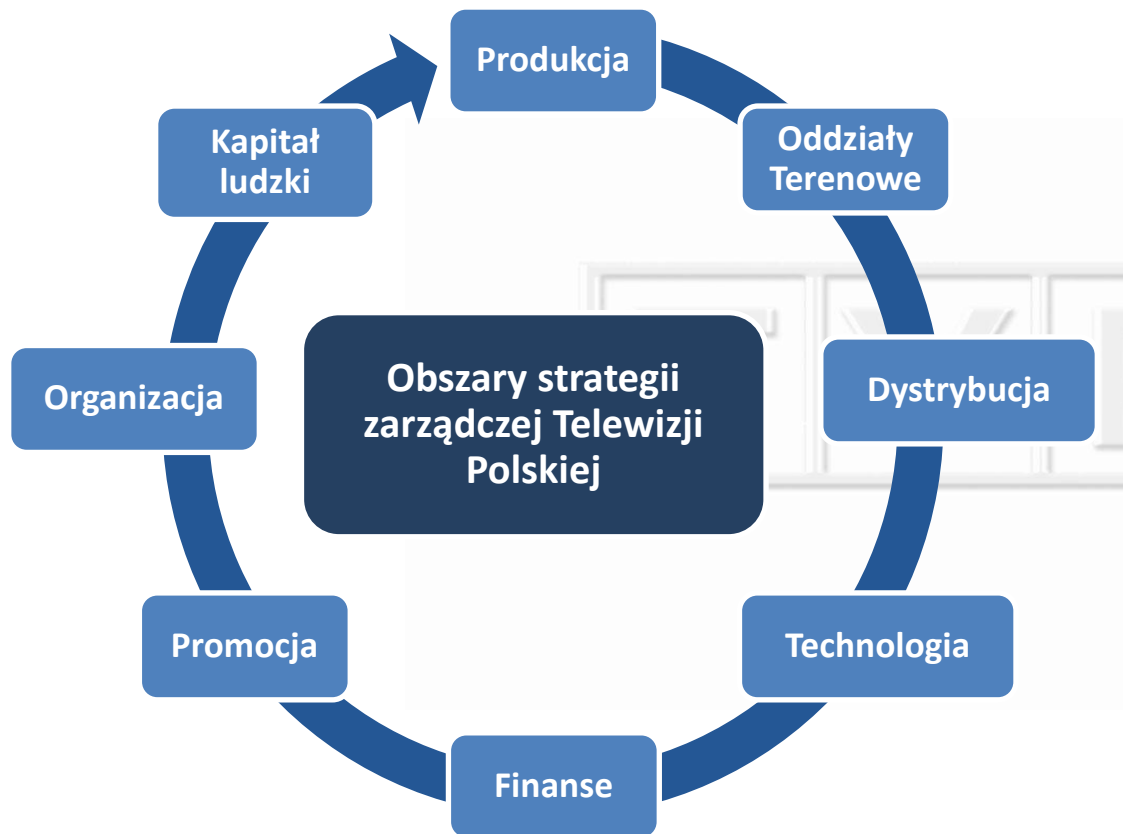 Produkcja
Oddziały
Terenowe
Dystrybucja
Technologia
Finanse
Promocja
Organizacja
Kapitał
ludzki
Obszary strategii
zarządczej Telewizji
Polskiej